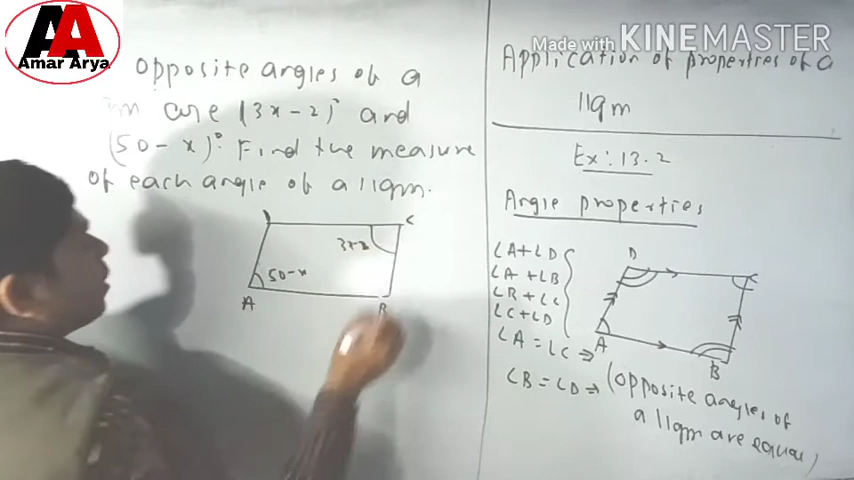 AA
Amar Arya
Made with KINEMASTER
Opposite angles of a
are (3x-2)° and
(50-x)°. Find the measure
of each angle of a llgm.
C
3x-2
50-x
A
B
Application of properties of a
llgm
Ex: 13.2
Angle properties
∠A+∠D
∠A+∠B
∠B+∠C
∠C+∠D
∠A=∠C⇒
∠B=∠D⇒ (opposite angles of
a llgm are equal)
D
C
A
B